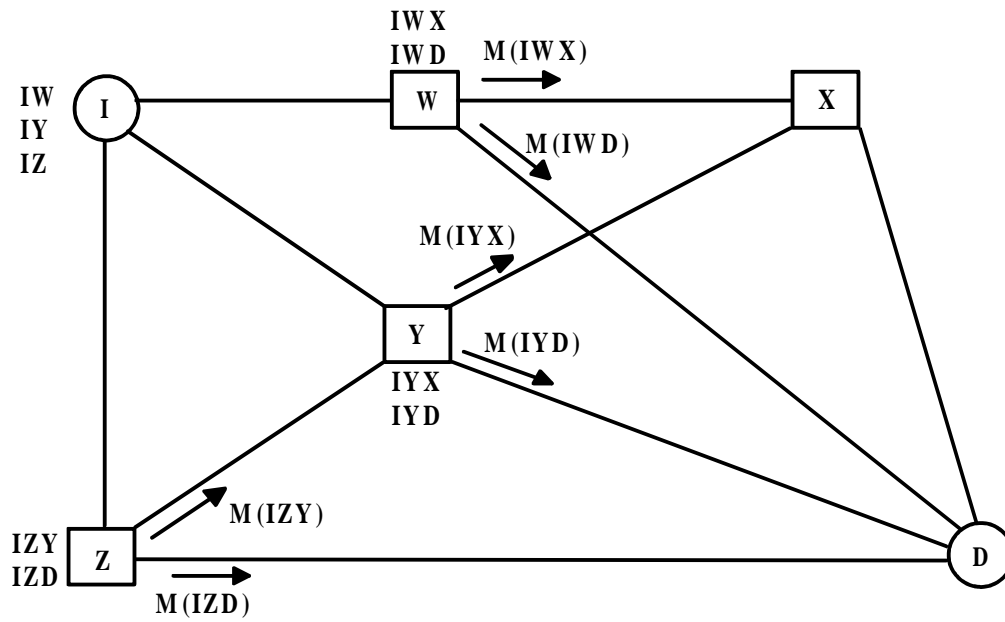 IWX
IWD
M(IWX)
IW
IY
IZ
I
W
X
M(IWD)
M(IYX)
Y
M(IYD)
IYX
IYD
M(IZY)
IZY
IZD
Z
D
M(IZD)